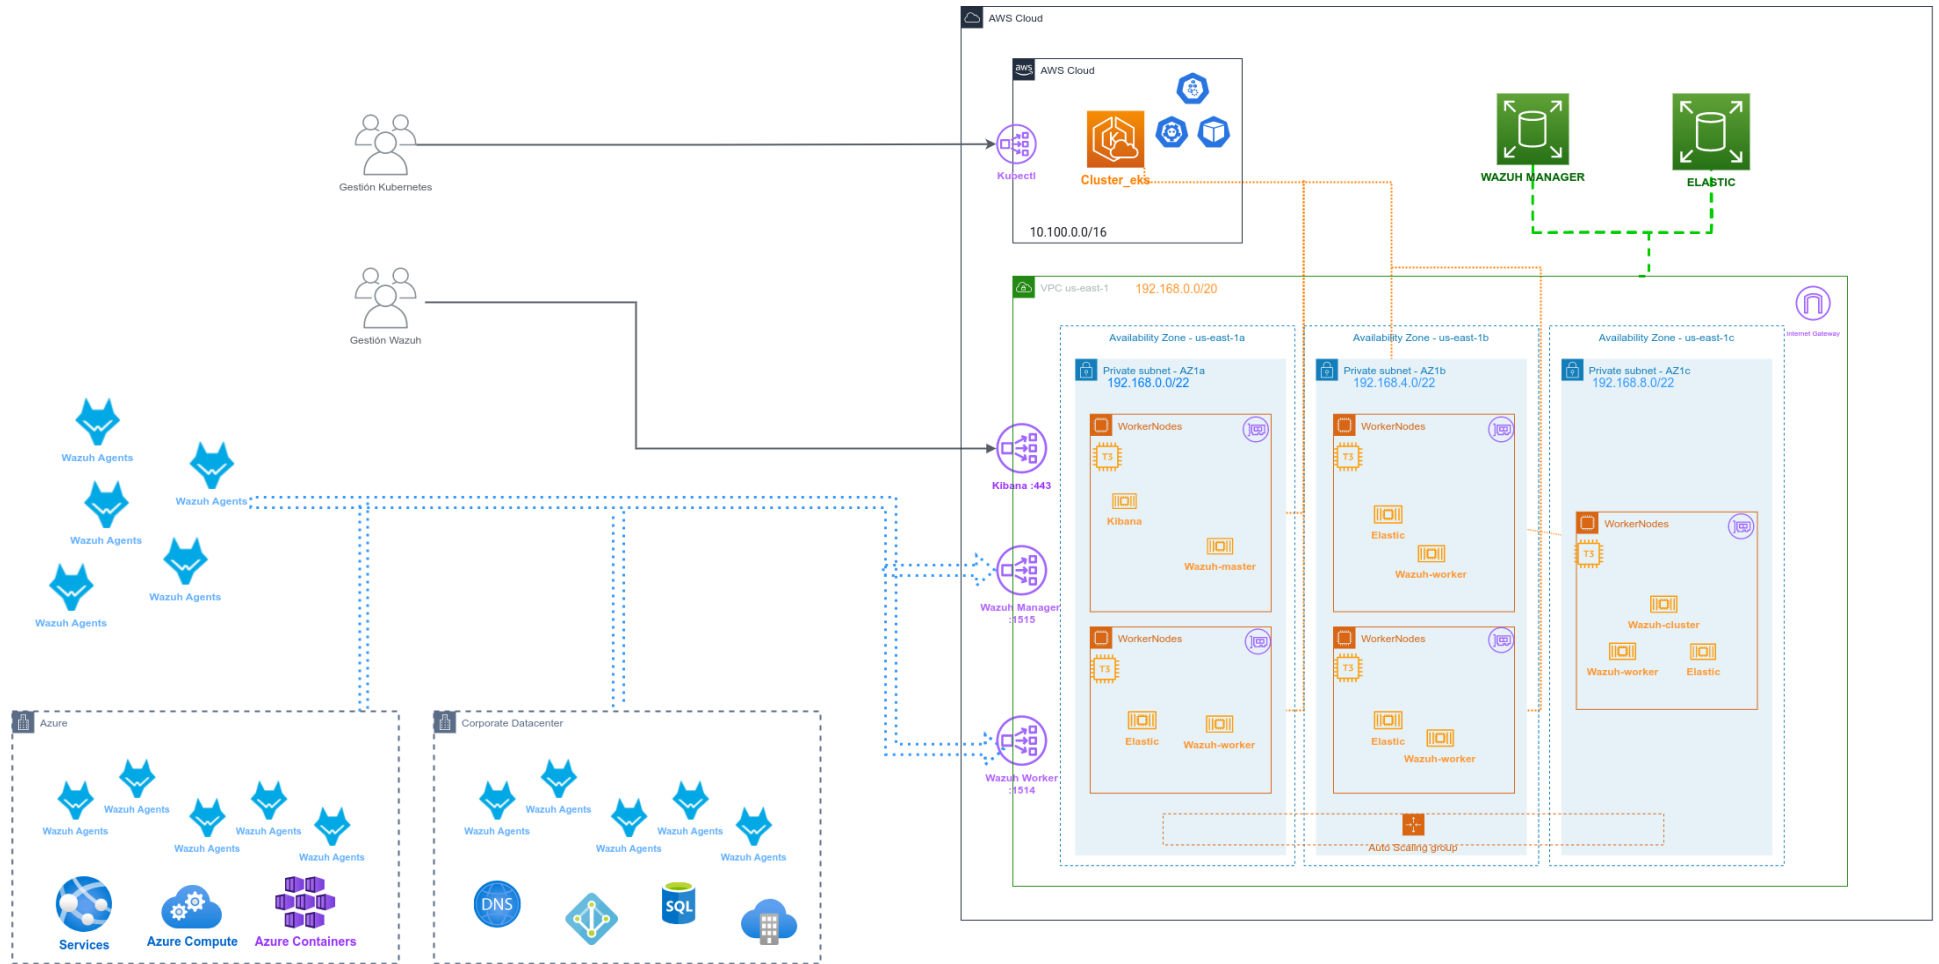 AWS Cloud
aws
AWS Cloud
Kubectl
Cluster_eks
10.100.0.0/16
WAZUH MANAGER
ELASTIC
Gestión Kubernetes
Gestión Wazuh
VPC us-east-1
192.168.0.0/20
Internet Gateway
Availability Zone - us-east-1a
Private subnet - AZ1a
192.168.0.0/22
WorkerNodes
T3
Kibana
Wazuh-master
WorkerNodes
T3
Elastic
Wazuh-worker
Availability Zone - us-east-1b
Private subnet - AZ1b
192.168.4.0/22
WorkerNodes
T3
Elastic
Wazuh-worker
WorkerNodes
T3
Elastic
Wazuh-worker
Availability Zone - us-east-1c
Private subnet - AZ1c
192.168.8.0/22
WorkerNodes
T3
Wazuh-cluster
Wazuh-worker
Elastic
Auto Scaling group
Kibana :443
Wazuh Manager
:1515
Wazuh Worker
:1514
Wazuh Agents
Wazuh Agents
Wazuh Agents
Wazuh Agents
Wazuh Agents
Azure
Wazuh Agents
Wazuh Agents
Wazuh Agents
Wazuh Agents
Wazuh Agents
Services
Azure Compute
Azure Containers
Corporate Datacenter
Wazuh Agents
Wazuh Agents
Wazuh Agents
Wazuh Agents
Wazuh Agents
DNS
SQL